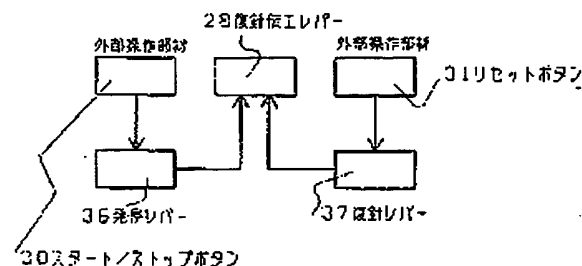 28復針伝エレバー
外部操作部材
外部操作部材
31リセットボタン
36発停レバー
37復針レバー
30スタート/ストップボタン